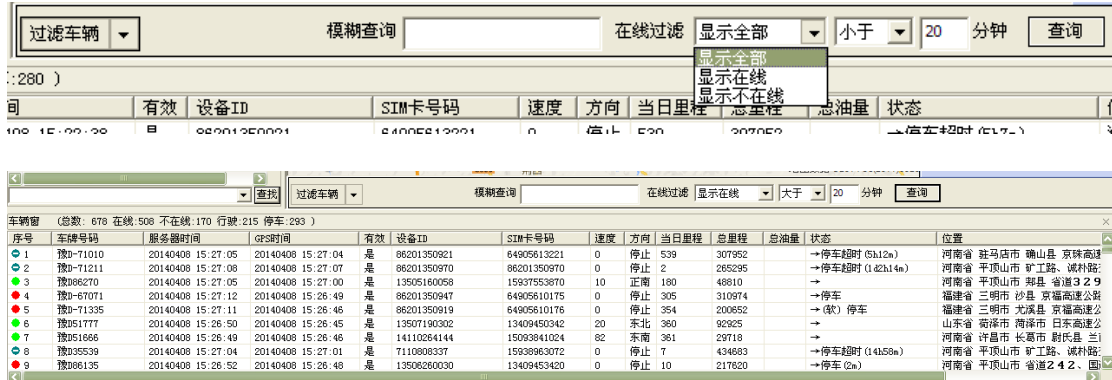 过滤车辆 模糊查询 在线过滤 显示全部 小于 20 分钟 查询
显示全部
显示在线
显示不在线
:280 )
间 有效 设备ID SIM卡号码 速度 方向 当日里程 总里程 总油量 状态
是 86201350921 64905613221 0 停止 539 307952 →停车超时
查找 过滤车辆 模糊查询 在线过滤 显示在线 大于 20 分钟 查询
车辆窗 (总数: 678 在线:508 不在线:170 行驶:215 停车:293 )
序号 车牌号码 服务器时间 GPS时间 有效 设备ID SIM卡号码 速度 方向 当日里程 总里程 总油量 状态 位置
1 豫D-71010 20140408 15:27:05 20140408 15:27:04 是 86201350921 64905613221 0 停止 539 307952 →停车超时(5h12m) 河南省 驻马店市 确山县 京珠高速
2 豫D-71211 20140408 15:27:08 20140408 15:27:07 是 86201350970 86201350970 0 停止 2 265295 →停车超时(1d2h14m) 河南省 平顶山市 矿工路、诚朴路
3 豫D86270 20140408 15:27:05 20140408 15:27:00 是 13505160058 15937553870 10 正南 180 48810 → 河南省 平顶山市 郏县 省道329
4 豫D-67071 20140408 15:27:12 20140408 15:26:49 是 86201350947 64905610175 0 停止 305 310974 →停车 福建省 三明市 沙县 京福高速公路
5 豫D-71335 20140408 15:27:11 20140408 15:26:46 是 86201350919 64905610176 0 停止 354 200652 →(软) 停车 福建省 三明市 尤溪县 京福高速公
6 豫D51777 20140408 15:26:50 20140408 15:26:45 是 13507190302 13409450342 20 东北 360 92925 → 山东省 菏泽市 菏泽市 日东高速公
7 豫D51666 20140408 15:26:49 20140408 15:26:46 是 14110264144 15093841024 82 东南 361 29718 → 河南省 许昌市 长葛市 尉氏县
8 豫D35539 20140408 15:27:04 20140408 15:27:01 是 7110808337 15938963072 0 停止 7 434683 →停车超时(14h58m) 河南省 平顶山市 矿工路、诚朴路
9 豫D86135 20140408 15:26:52 20140408 15:26:48 是 13506260030 13409453420 0 停止 10 217620 →停车(2m) 河南省 平顶山市 省道242、国